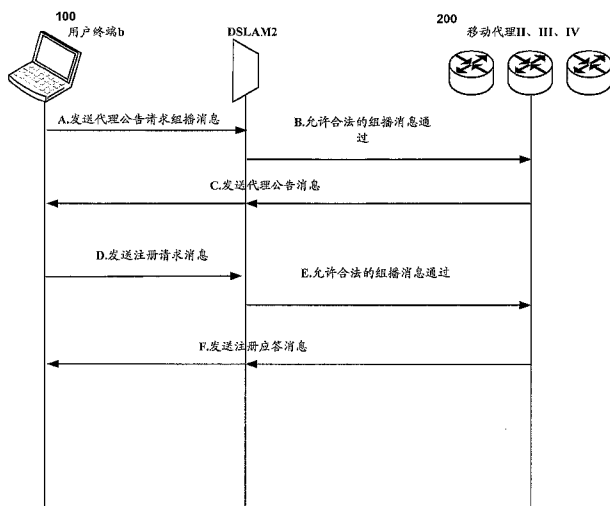 100
用户终端b
DSLAM2
200
移动代理II、III、IV
A.发送代理公告请求组播消息
B.允许合法的组播消息通
过
C.发送代理公告消息
D.发送注册请求消息
E.允许合法的组播消息通过
F.发送注册应答消息